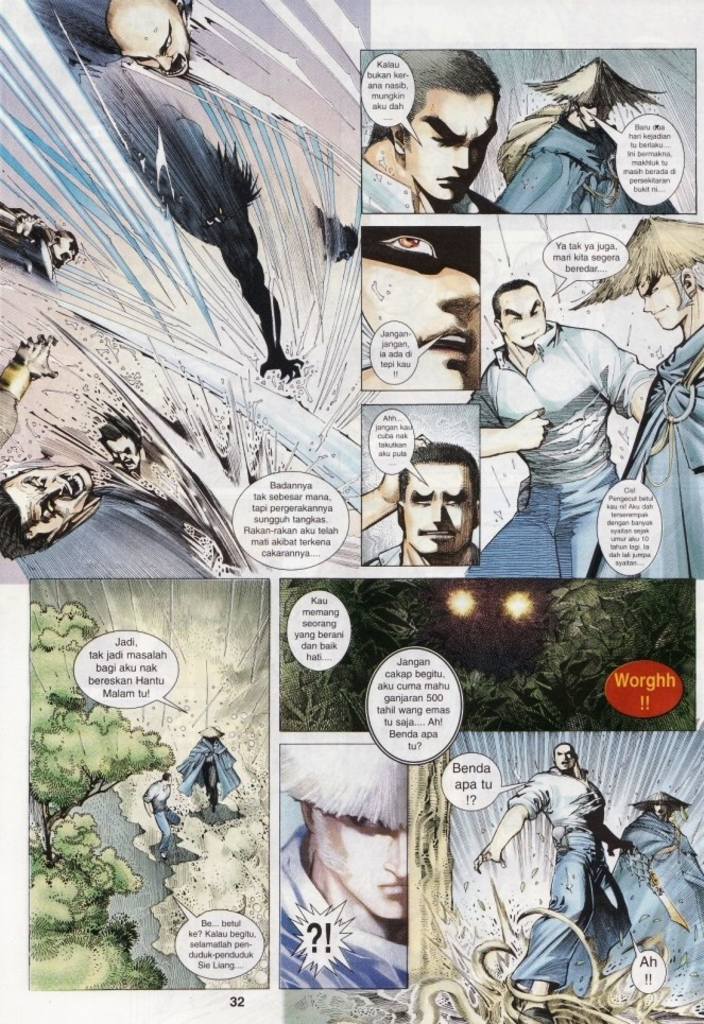 Badannya
tak sebesar mana,
tapi pergerakannya
sungguh tangkas.
Rakan-rakan aku telah
mati akibat terkena
cakarannya....
Kalau
bukan ker-
ana nasib,
mungkin
aku dah
Baru dua
hari kejadian
tu berlaku....
Ini bermakna,
makhluk tu
masih berada di
persekitaran
bukit ni....
Jangan-
jangan,
ia ada di
tepi kau
!!
Ya tak ya juga,
mari kita segera
beredar....
Ahh...
jangan kau
cuba nak
takutkan
aku pula
Cis!
Pengecut betul
kau ni! Aku dah
terserempak
dengan banyak
syaitan sejak
umur aku 10
tahun lagi. Ia
dah lali jumpa
syaitan....
Jadi,
tak jadi masalah
bagi aku nak
bereskan Hantu
Malam tu!
Be... betul
ke? Kalau begitu,
selamatlah pen-
duduk-penduduk
Sie Liang....
Kau
memang
seorang
yang berani
dan baik
hati....
Jangan
cakap begitu,
aku cuma mahu
ganjaran 500
tahil wang emas
tu saja.... Ah!
Benda apa
tu?
Worghh
!!
?!
Benda
apa tu
!?
Ah
!!
32